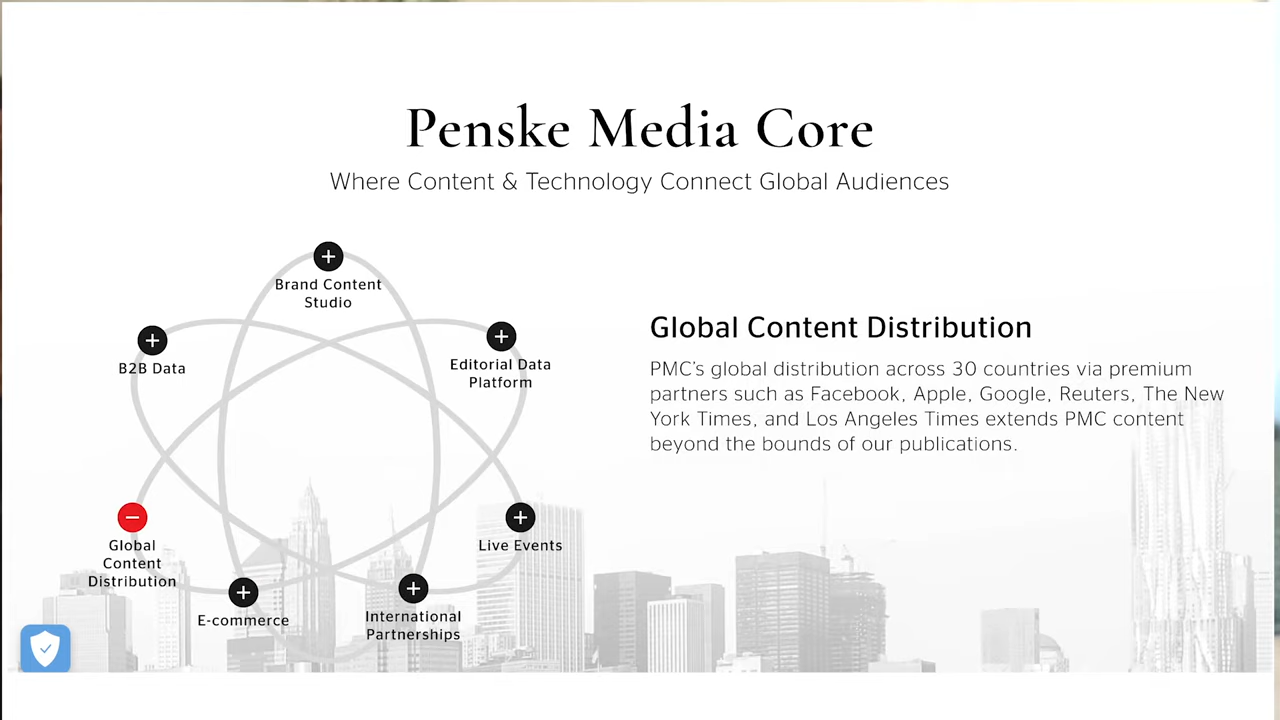 Penske Media Core
Where Content & Technology Connect Global Audiences
Brand Content
Studio
B2B Data
Editorial Data
Platform
Global Content Distribution
PMC’s global distribution across 30 countries via premium
partners such as Facebook, Apple, Google, Reuters, The New
York Times, and Los Angeles Times extends PMC content
beyond the bounds of our publications.
Global
Content
Distribution
Live Events
E-commerce
International
Partnerships